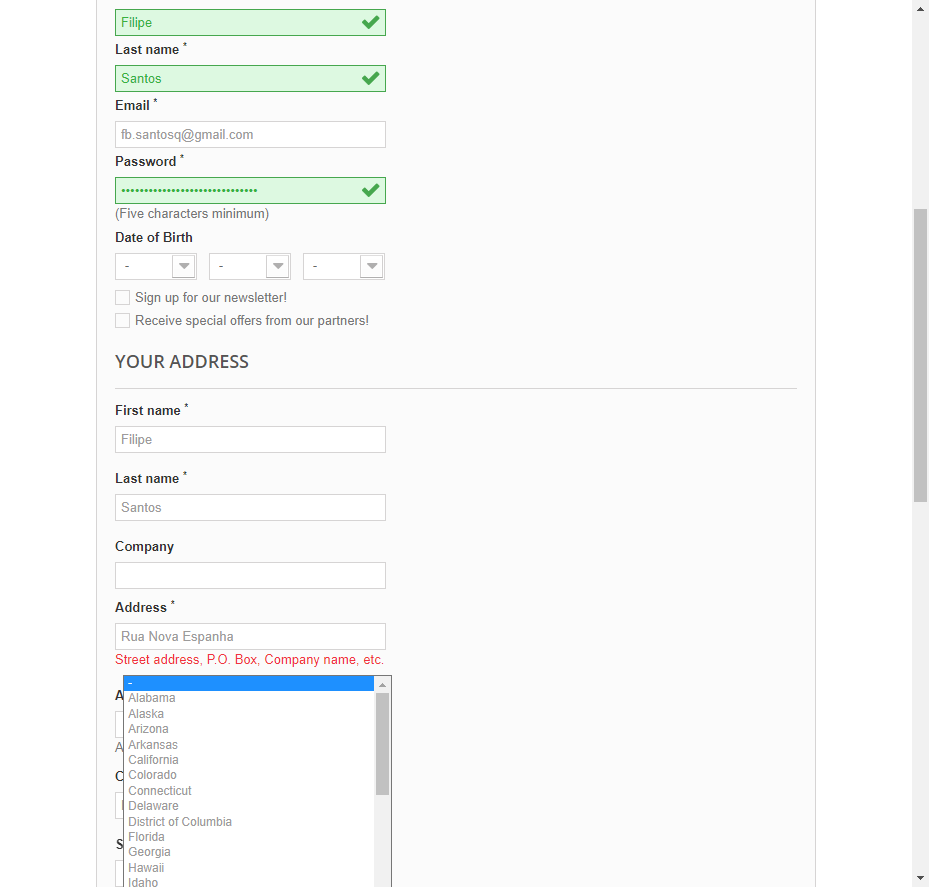 Filipe
Last name *
Santos
Email *
fb.santosq@gmail.com
Password *
••••••••••••••••••••••••••••••
(Five characters minimum)
Date of Birth
- - -
Sign up for our newsletter!
Receive special offers from our partners!
YOUR ADDRESS
First name *
Filipe
Last name *
Santos
Company
Address *
Rua Nova Espanha
Street address, P.O. Box, Company name, etc.
-
Alabama
Alaska
Arizona
Arkansas
California
Colorado
Connecticut
Delaware
District of Columbia
Florida
Georgia
Hawaii
Idaho